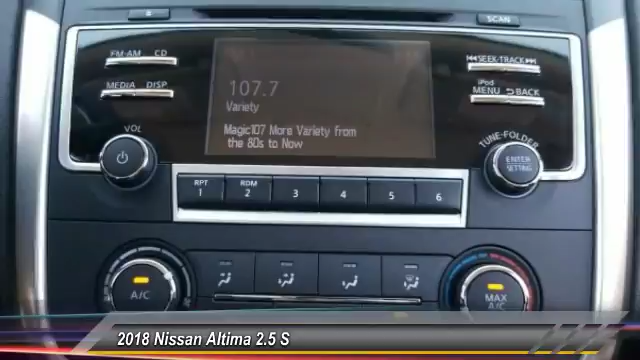 SCAN
FM-AM CD
SEEK-TRACK
MEDIA DISP
iPod
MENU BACK
107.7
Variety
Magic107 More Variety from
the 80s to Now
VOL
TUNE-FOLDER
ENTER
SETTING
RPT
1
RDM
2
3
4
5
6
A/C
MAX
A/C
2018 Nissan Altima 2.5 S